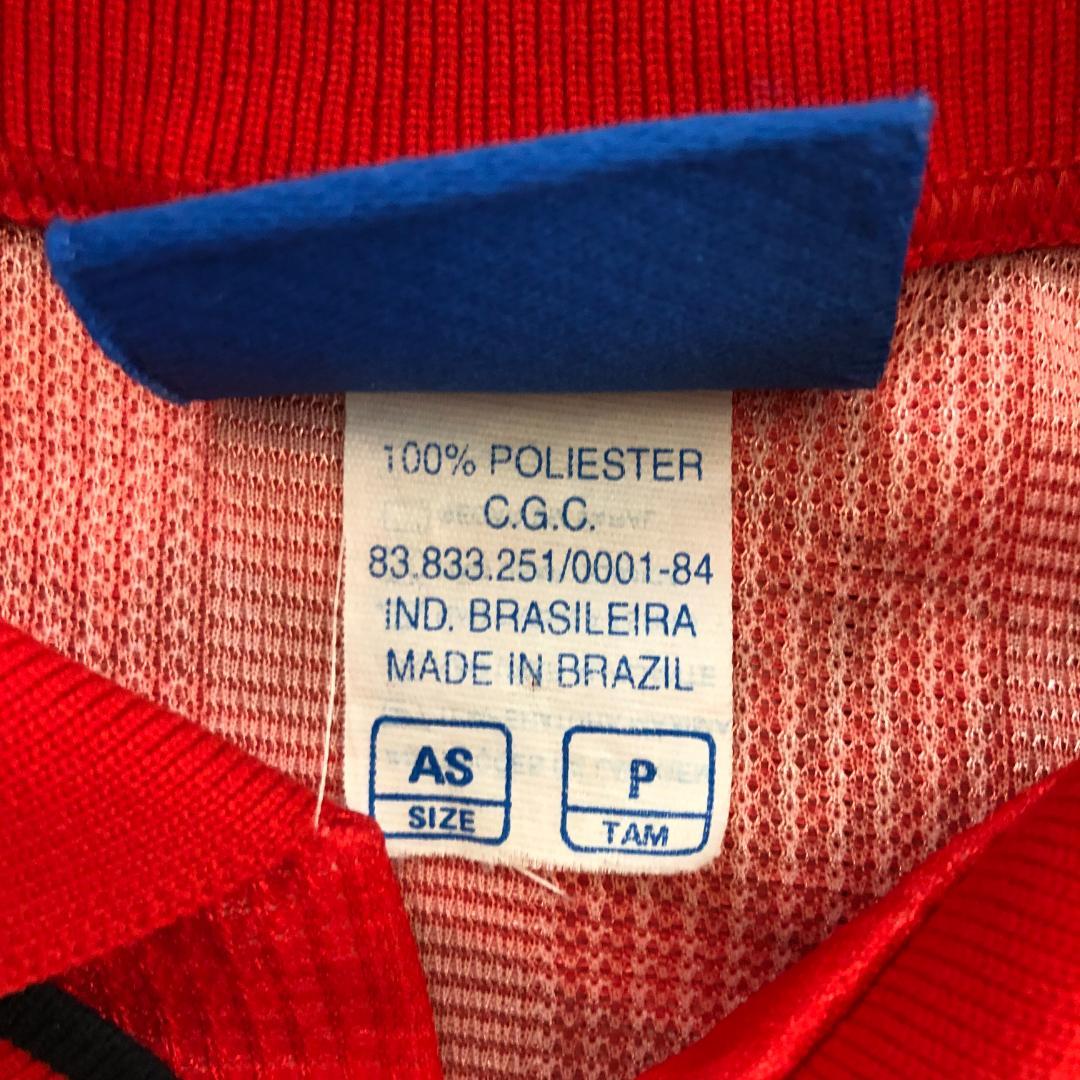 100% POLIESTER
C.G.C.
83.833.251/0001-84
IND. BRASILEIRA
MADE IN BRAZIL
AS
SIZE
P
TAM